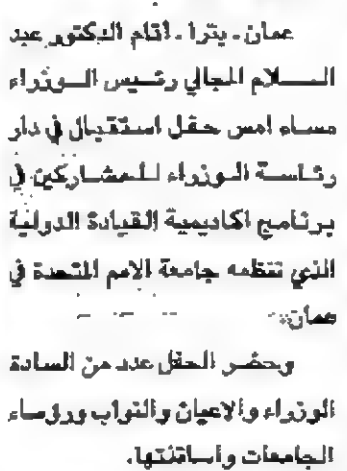 عمان ـ بترا ـ اقام الدكتور عبد
السلام المجالي رئيس الوزراء
مساء امس حفل استقبال في دار
رئاسة الوزراء للمشاركين في
برنامج اكاديمية القيادة الدولية
الذي تنظمه جامعة الامم المتحدة في
عمان.
وحضر الحفل عدد من السادة
الوزراء والاعيان والنواب ورؤساء
الجامعات واساتذتها.